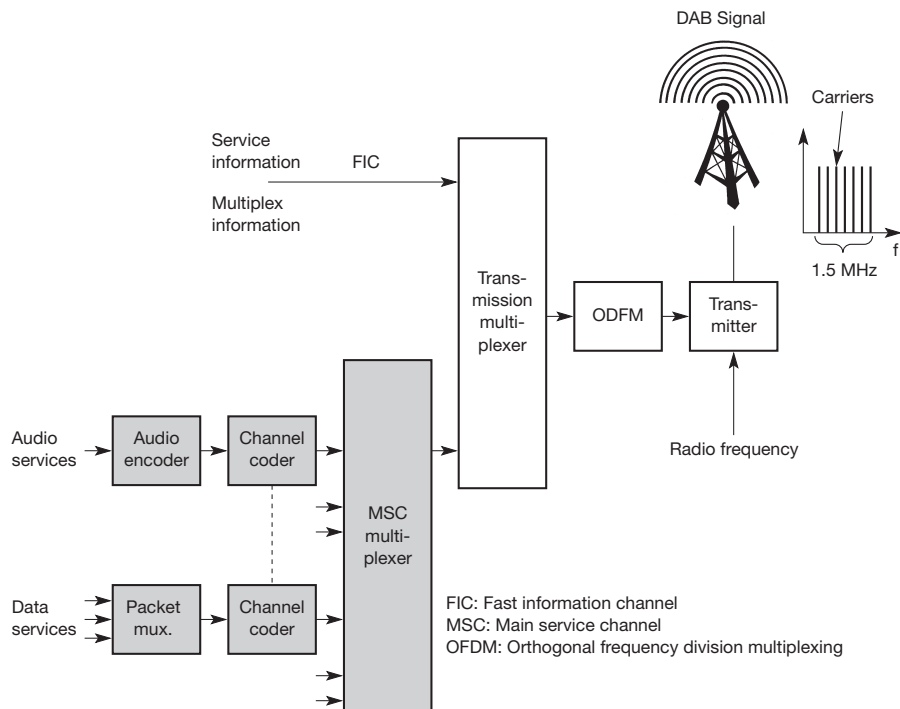 DAB Signal
Carriers
f
1.5 MHz
Service
information
FIC
Multiplex
information
Trans-
mission
multi-
plexer
ODFM
Trans-
mitter
Radio frequency
Audio
services
Audio
encoder
Channel
coder
MSC
multi-
plexer
Data
services
Packet
mux.
Channel
coder
FIC: Fast information channel
MSC: Main service channel
OFDM: Orthogonal frequency division multiplexing